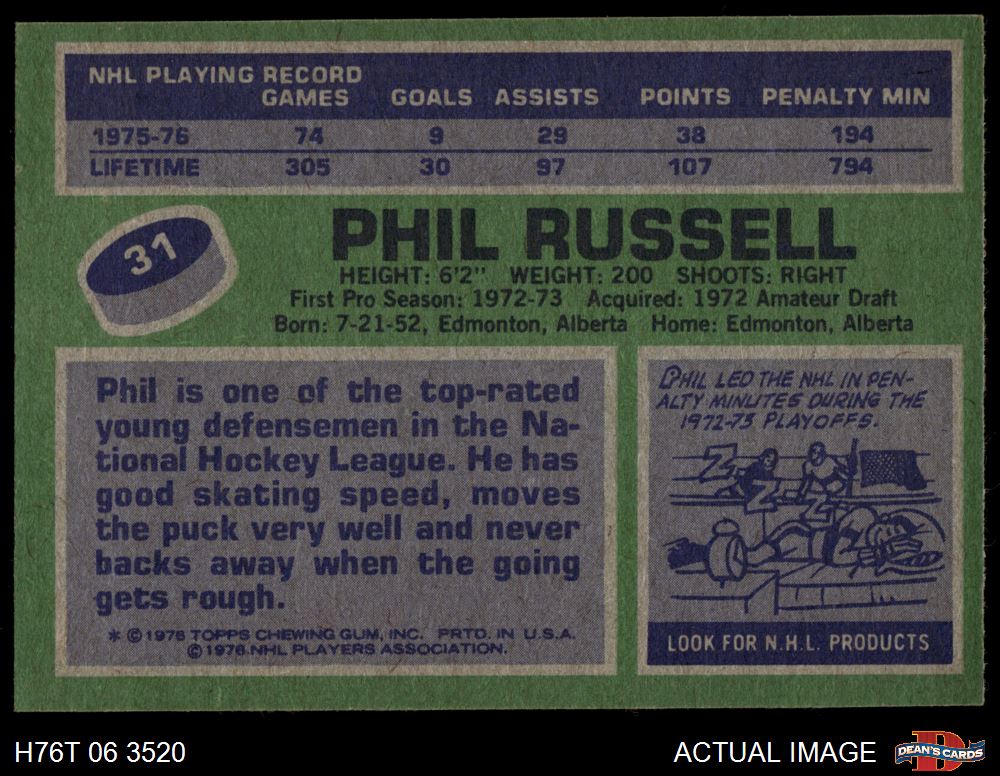 NHL PLAYING RECORD
GAMES GOALS ASSISTS POINTS PENALTY MIN
1975-76 74 9 29 38 194
LIFETIME 305 30 97 107 794
31
PHIL RUSSELL
HEIGHT: 6'2" WEIGHT: 200 SHOOTS: RIGHT
First Pro Season: 1972-73 Acquired: 1972 Amateur Draft
Born: 7-21-52, Edmonton, Alberta Home: Edmonton, Alberta
Phil is one of the top-rated
young defensemen in the Na-
tional Hockey League. He has
good skating speed, moves
the puck very well and never
backs away when the going
gets rough.
* © 1976 TOPPS CHEWING GUM, INC. PRTD. IN U.S.A.
© 1976 NHL PLAYERS ASSOCIATION.
PHIL LED THE NHL IN PEN-
ALTY MINUTES DURING THE
1972-73 PLAYOFFS.
Z
Z
Z
LOOK FOR N.H.L. PRODUCTS
H76T 06 3520
ACTUAL IMAGE
D
DEAN'S CARDS